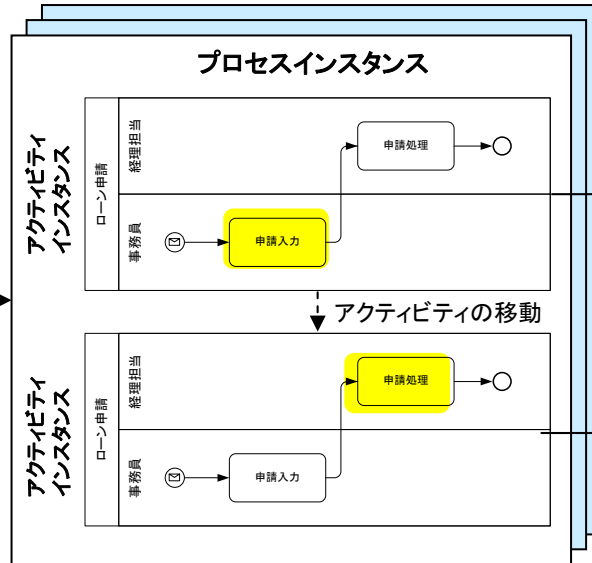 プロセスインスタンス
アクティビティ
インスタンス
ローン申請
経理担当
申請処理
事務員
申請入力
アクティビティの移動
アクティビティ
インスタンス
ローン申請
経理担当
申請処理
事務員
申請入力